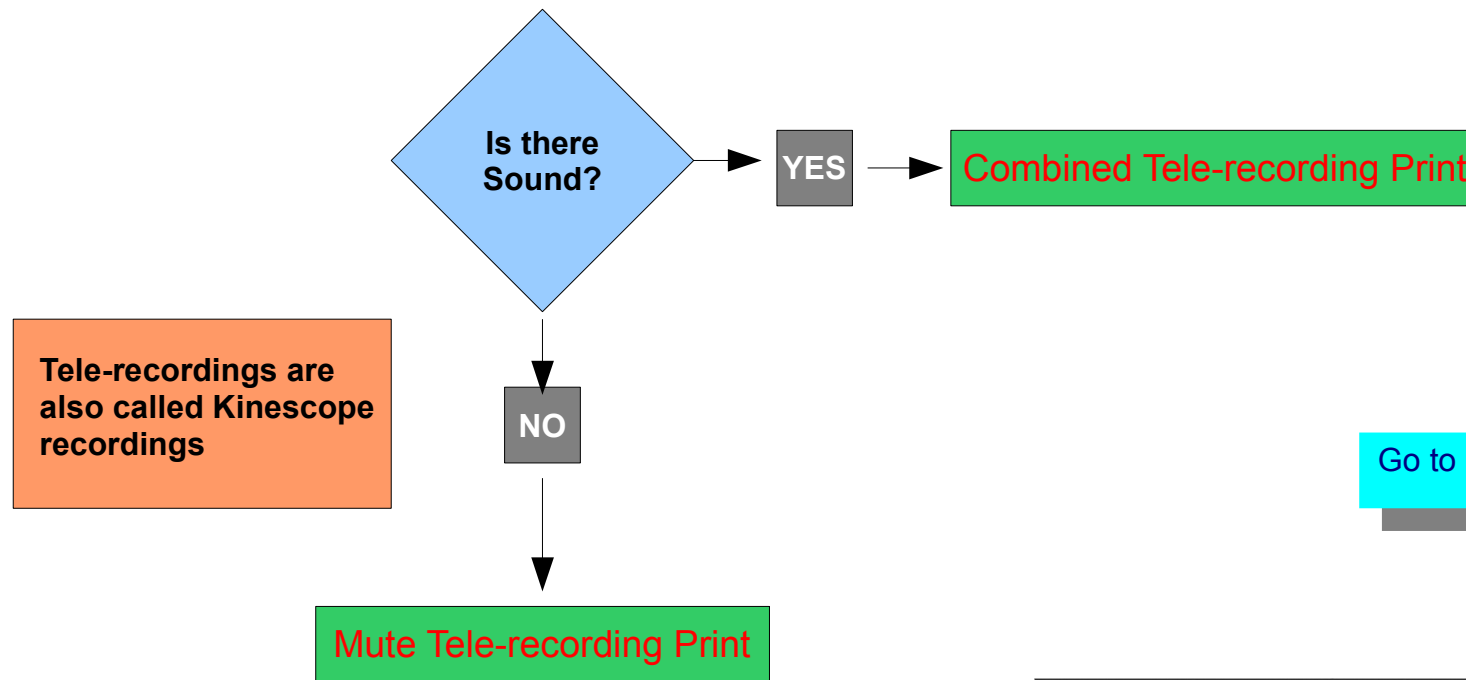 Is there
Sound?
YES
Combined Tele-recording Print
Tele-recordings are
also called Kinescope
recordings
NO
Go to
Mute Tele-recording Print